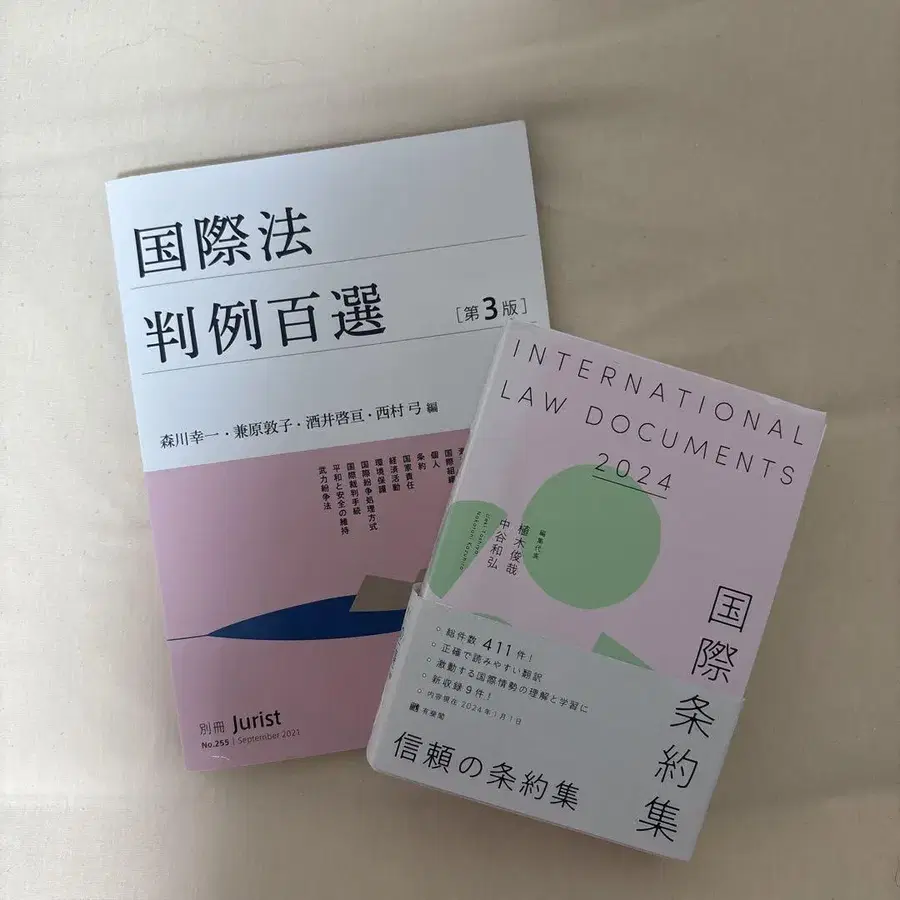 国際法
判例百選
[第3版]
森川幸一・兼原敦子・酒井啓亘・西村弓 編
国際組織
個人
条約
国家責任
経済活動
環境保護
国際紛争処理方式
国際裁判手続
平和と安全の維持
武力紛争法
別冊 Jurist
No.255 | September 2021
INTERNATIONAL
LAW DOCUMENTS
2024
編集代表
植木俊哉
中谷和弘
Ueki Toshiya
Nakatani Kazuhiro
国際条約集
・総件数 411件!
・正確で読みやすい翻訳
・激動する国際情勢の理解と学習に
・新収録9件!
・内容現在2024年1月1日
有斐閣
信頼の条約集